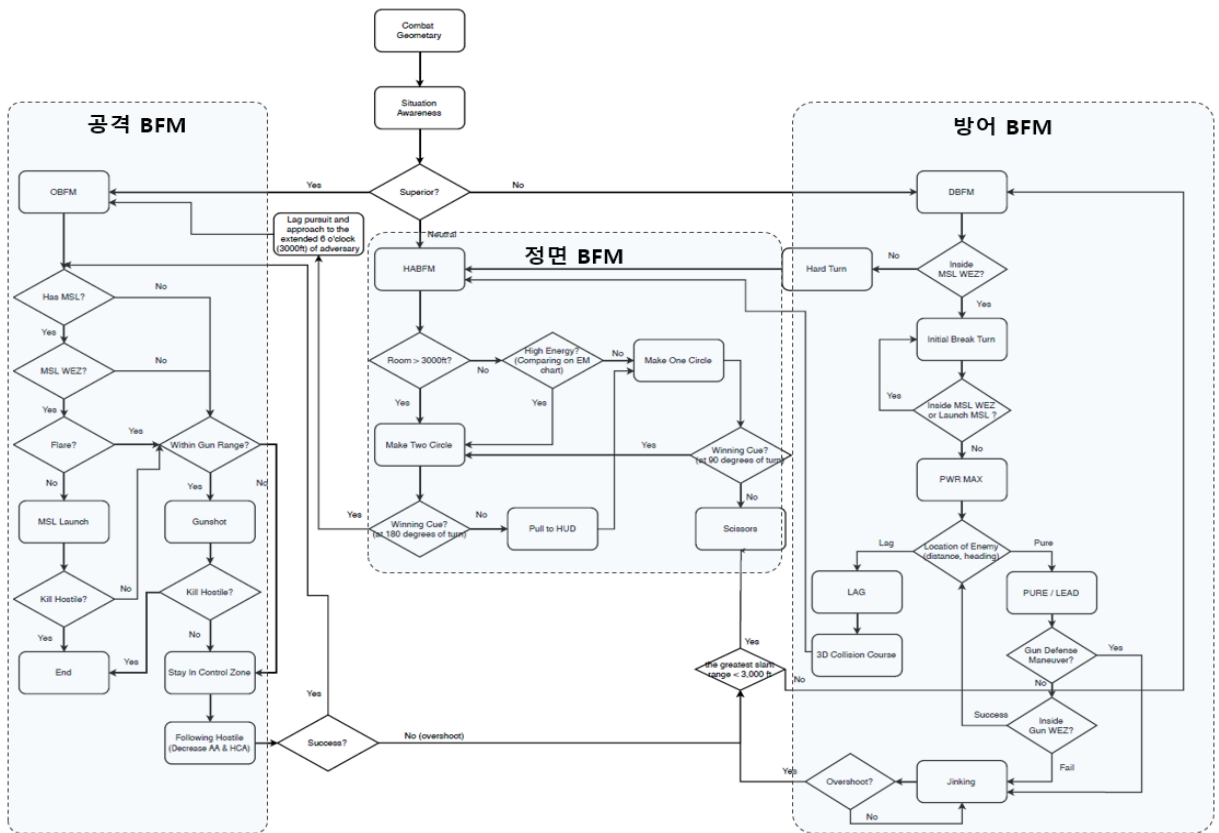 Combat
Geometary
Situation
Awareness
Superior?
Yes
No
Neutral
공격 BFM
OBFM
Lag pursuit and
approach to the
extended 6 o'clock
(3000ft) of adversary
Has MSL?
No
Yes
MSL WEZ?
No
Yes
Flare?
Yes
No
Within Gun Range?
No
Yes
MSL Launch
Gunshot
Kill Hostile?
No
Yes
Kill Hostile?
Yes
No
End
Stay In Control Zone
Following Hostile
(Decrease AA & HCA)
Success?
Yes
No (overshoot)
정면 BFM
HABFM
Room > 3000ft?
No
Yes
High Energy?
(Comparing on EM
chart)
No
Yes
Make One Circle
Make Two Circle
Yes
Winning Cue?
(at 90 degrees of turn)
No
Winning Cue?
(at 180 degrees of turn)
Yes
No
Pull to HUD
Scissors
Yes
the greatest slant
range < 3,000 ft
No
방어 BFM
DBFM
Hard Turn
No
Inside
MSL WEZ?
Yes
Initial Break Turn
Yes
Inside MSL WEZ
or Launch MSL ?
No
PWR MAX
Lag
Location of Enemy
(distance, heading)
Pure
LAG
PURE / LEAD
3D Collision Course
Gun Defense
Maneuver?
Yes
No
Success
Inside
Gun WEZ?
Fail
Yes
Overshoot?
No
Jinking